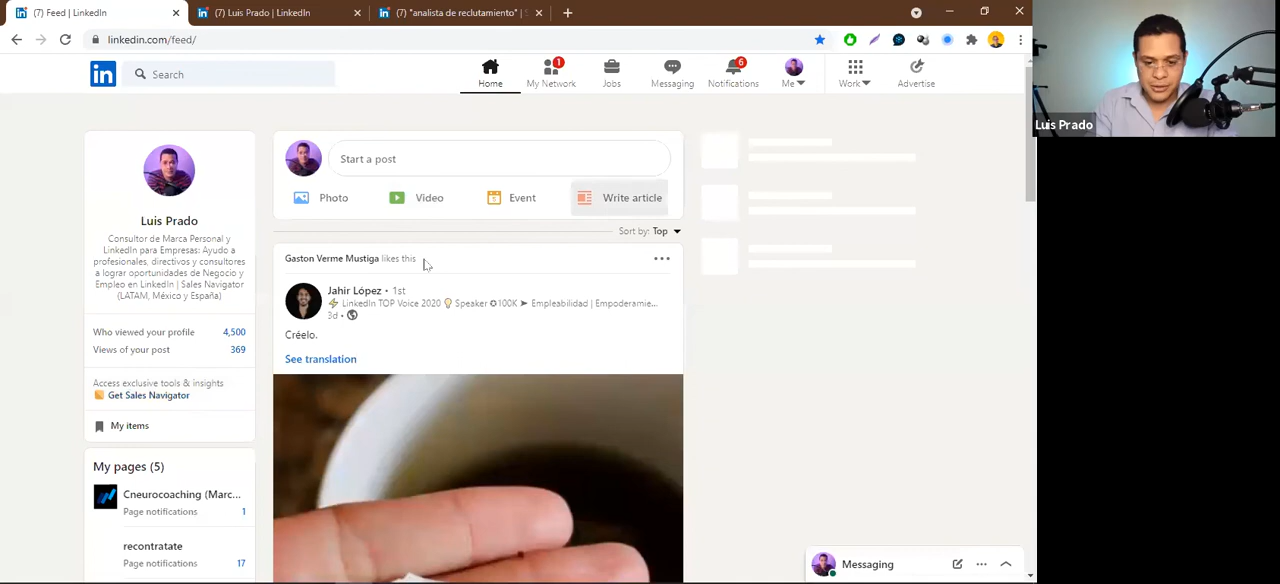 (7) Feed | LinkedIn
(7) Luis Prado | LinkedIn
(7) "analista de reclutamiento" | S
linkedin.com/feed/
in
Search
Home
1
My Network
Jobs
Messaging
6
Notifications
Me
Work
Advertise
Luis Prado
Luis Prado
Consultor de Marca Personal y
LinkedIn para Empresas: Ayudo a
profesionales, directivos y consultores
a lograr oportunidades de Negocio y
Empleo en LinkedIn | Sales Navigator
(LATAM, México y España)
Who viewed your profile 4,500
Views of your post 369
Access exclusive tools & insights
Get Sales Navigator
My items
My pages (5)
Cneurocoaching (Marc...
Page notifications 1
recontratate
Page notifications 17
Start a post
Photo
Video
Event
Write article
Sort by: Top
Gaston Verme Mustiga likes this
Jahir López • 1st
⚡ LinkedIn TOP Voice 2020 💡 Speaker ✪100K ➤ Empleabilidad | Empoderamie...
3d •
Créelo.
See translation
Messaging